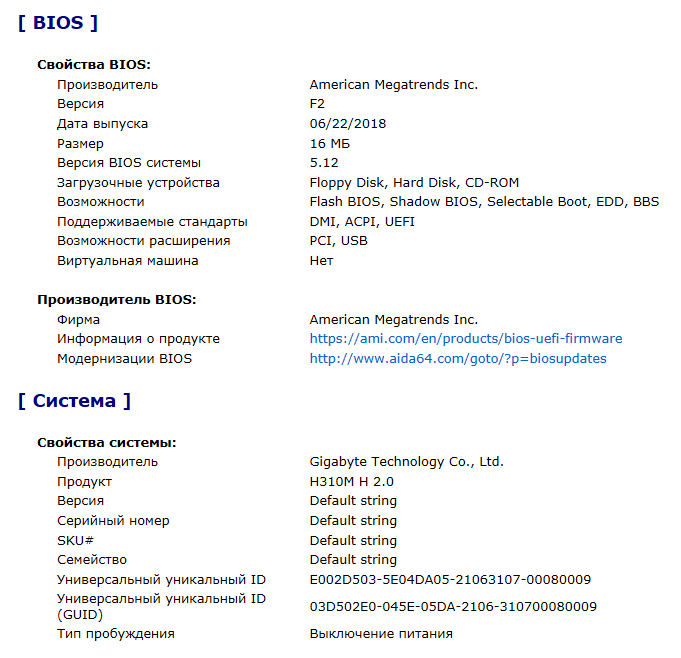 [ BIOS ]
Свойства BIOS:
Производитель American Megatrends Inc.
Версия F2
Дата выпуска 06/22/2018
Размер 16 МБ
Версия BIOS системы 5.12
Загрузочные устройства Floppy Disk, Hard Disk, CD-ROM
Возможности Flash BIOS, Shadow BIOS, Selectable Boot, EDD, BBS
Поддерживаемые стандарты DMI, ACPI, UEFI
Возможности расширения PCI, USB
Виртуальная машина Нет
Производитель BIOS:
Фирма American Megatrends Inc.
Информация о продукте https://ami.com/en/products/bios-uefi-firmware
Модернизации BIOS http://www.aida64.com/goto/?p=biosupdates
[ Система ]
Свойства системы:
Производитель Gigabyte Technology Co., Ltd.
Продукт H310M H 2.0
Версия Default string
Серийный номер Default string
SKU# Default string
Семейство Default string
Универсальный уникальный ID E002D503-5E04DA05-21063107-00080009
Универсальный уникальный ID
(GUID) 03D502E0-045E-05DA-2106-310700080009
Тип пробуждения Выключение питания